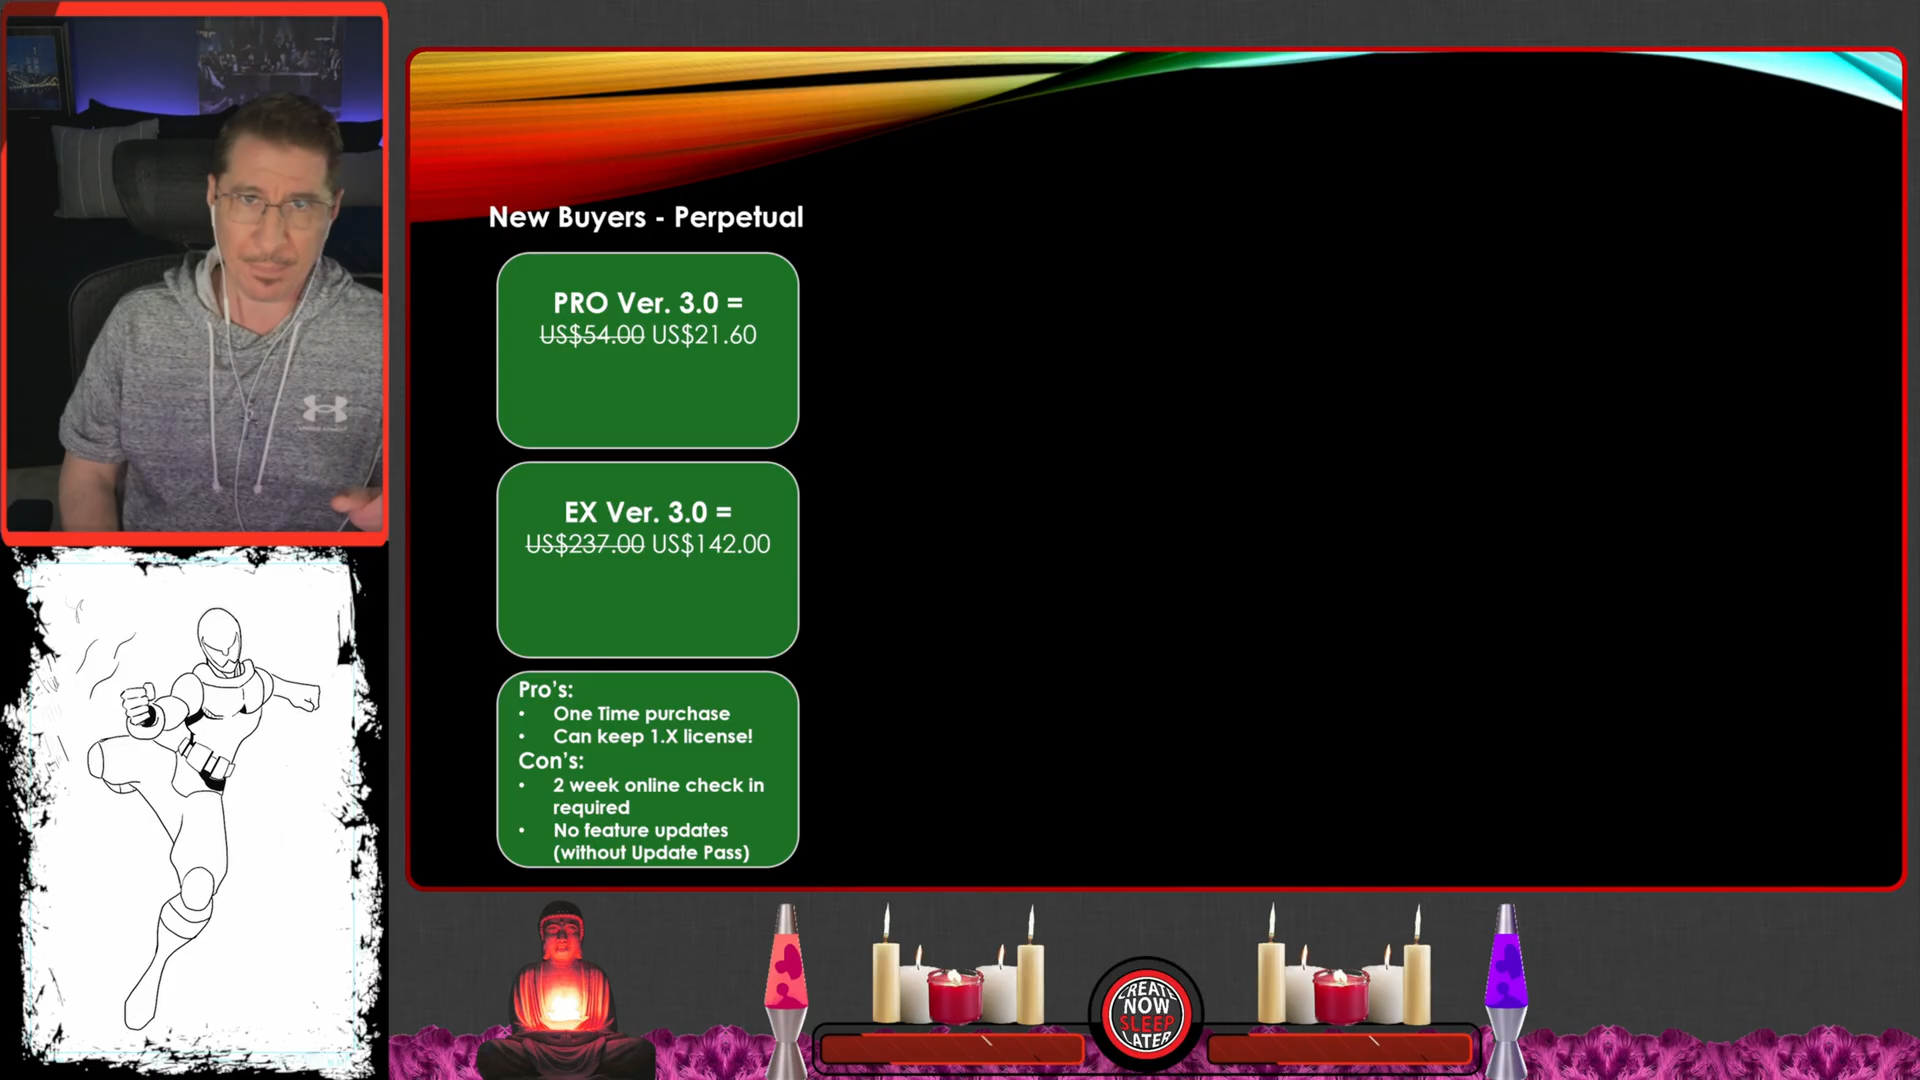 New Buyers - Perpetual
PRO Ver. 3.0 =
US$54.00 US$21.60
EX Ver. 3.0 =
US$237.00 US$142.00
Pro's:
• One Time purchase
• Can keep 1.X license!
Con's:
• 2 week online check in
required
• No feature updates
(without Update Pass)
CREATE
NOW
SLEEP
LATER